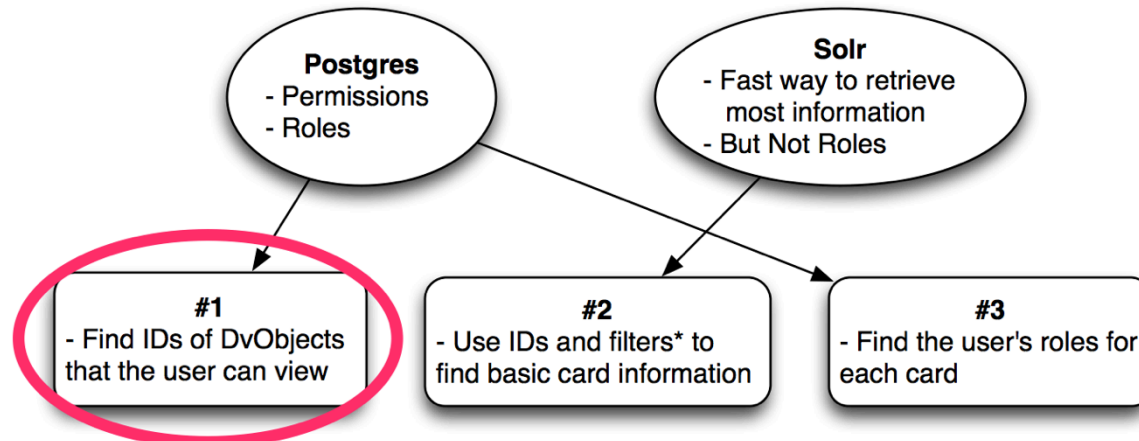 Postgres
- Permissions
- Roles
Solr
- Fast way to retrieve
most information
- But Not Roles
#1
- Find IDs of DvObjects
that the user can view
#2
- Use IDs and filters* to
find basic card information
#3
- Find the user's roles for
each card